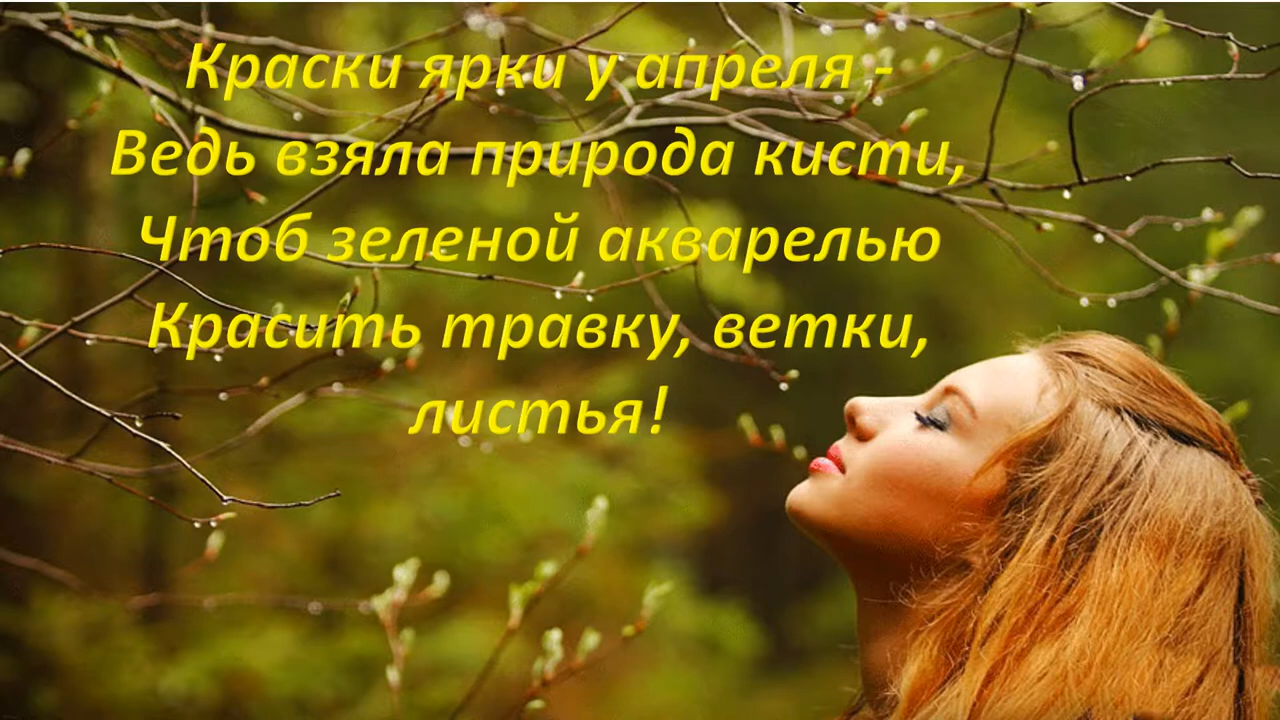 Краски ярки у апреля -
Ведь взяла природа кисти,
Чтоб зеленой акварелью
Красить травку, ветки,
листья!